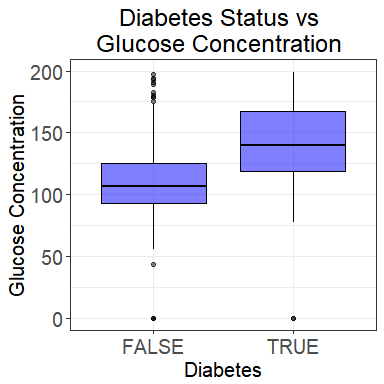 Diabetes Status vs
Glucose Concentration
Glucose Concentration
200
150
100
50
0
FALSE TRUE
Diabetes